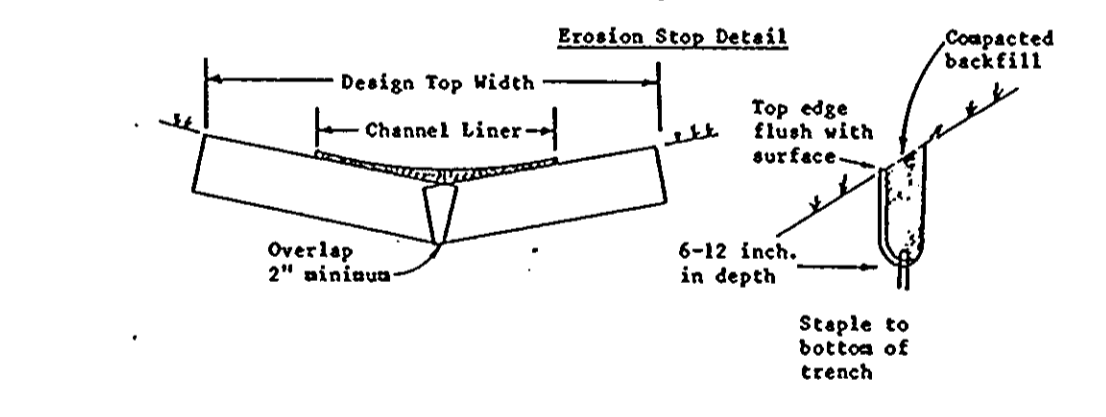 Erosion Stop Detail
Design Top Width
Channel Liner
Overlap
2" minimum
Compacted
backfill
Top edge
flush with
surface
6-12 inch.
in depth
Staple to
bottom of
trench